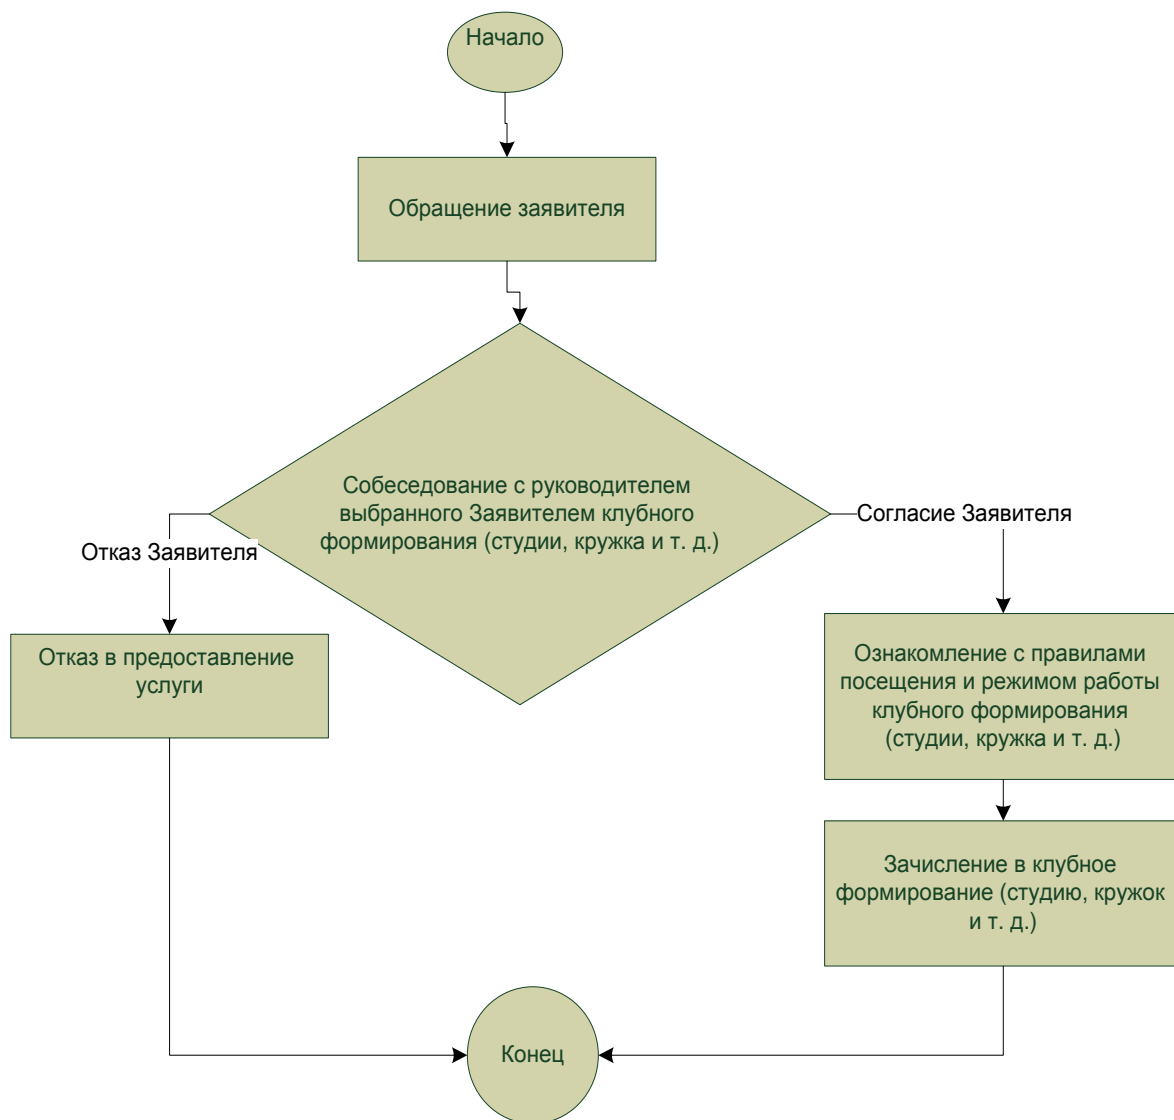 Начало
Обращение заявителя
Собеседование с руководителем
выбранного Заявителем клубного
формирования (студии, кружка и т. д.)
Согласие Заявителя
Отказ Заявителя
Отказ в предоставление
услуги
Ознакомление с правилами
посещения и режимом работы
клубного формирования
(студии, кружка и т. д.)
Зачисление в клубное
формирование (студию, кружок
и т. д.)
Конец